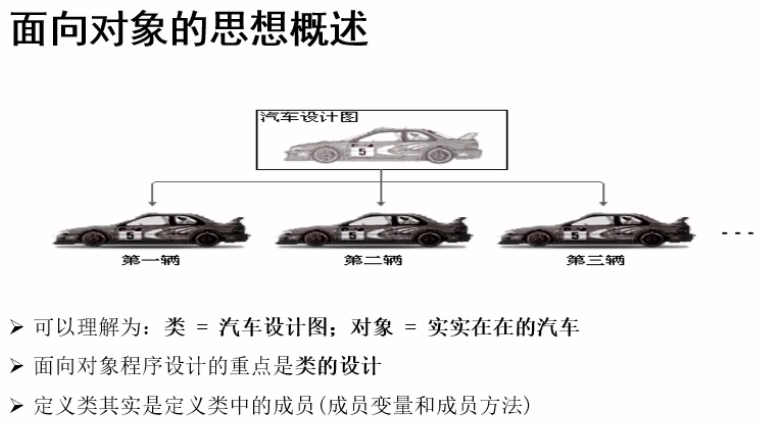 面向对象的思想概述
汽车设计图
5
5
5
5
第一辆
第二辆
第三辆
...
➢ 可以理解为：类 = 汽车设计图；对象 = 实实在在的汽车
➢ 面向对象程序设计的重点是类的设计
➢ 定义类其实是定义类中的成员(成员变量和成员方法)